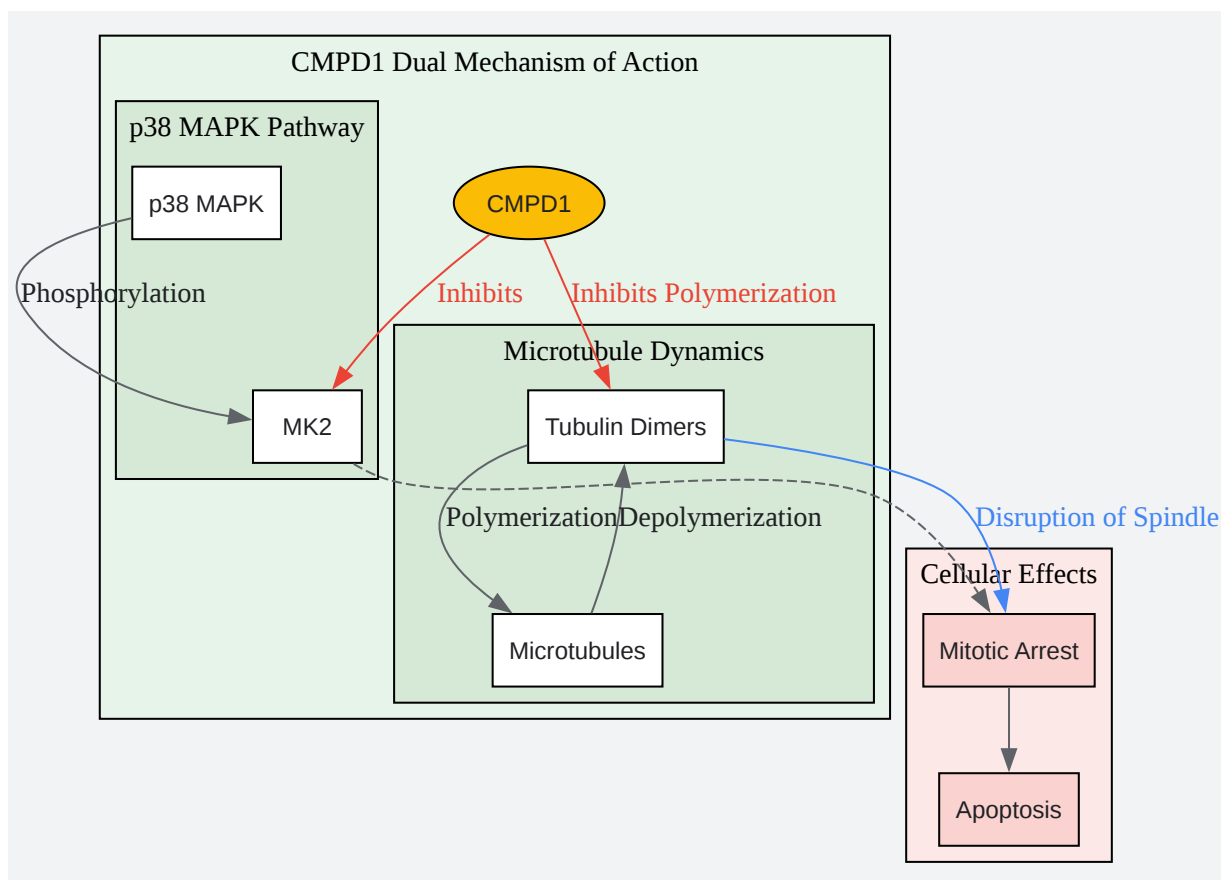 CMPD1 Dual Mechanism of Action
p38 MAPK Pathway
p38 MAPK
CMPD1
Phosphorylation
Inhibits
Inhibits Polymerization
Microtubule Dynamics
MK2
Tubulin Dimers
Polymerization
Depolymerization
Disruption of Spindle
Cellular Effects
Microtubules
Mitotic Arrest
Apoptosis